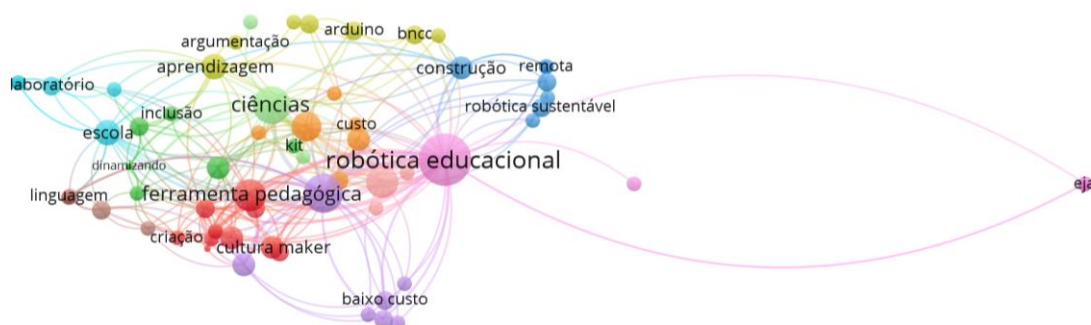 arduino
bncc
argumentação
aprendizagem
construção
remota
laboratório
ciências
robótica sustentável
inclusão
custo
escola
kit
robótica educacional
dinamizando
eja
linguagem
ferramenta pedagógica
criação
cultura maker
baixo custo